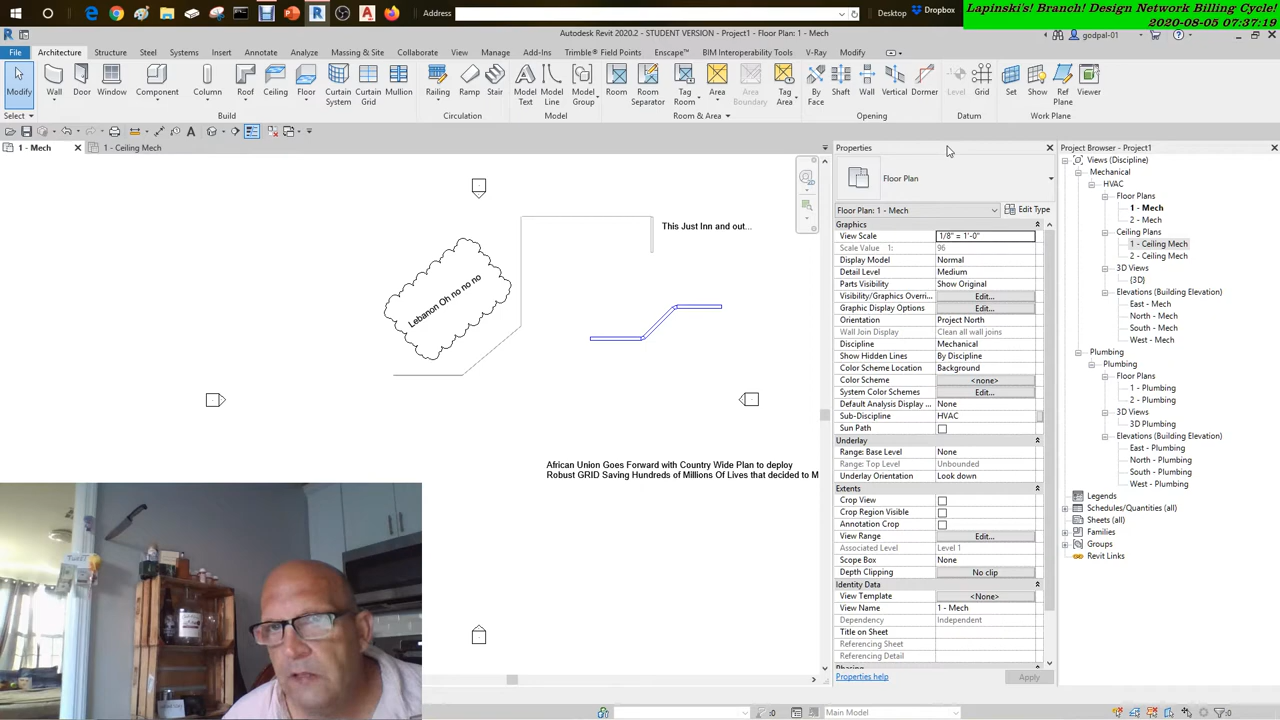 Address
Desktop
Dropbox
Lapinski's! Branch! Design Network Billing Cycle!
2020-08-05 07:37:19
Autodesk Revit 2020.2 - STUDENT VERSION - Project1 - Floor Plan: 1 - Mech
godpal-01
File Architecture Structure Steel Systems Insert Annotate Analyze Massing & Site Collaborate View Manage Add-Ins Trimble® Field Points Enscape™ BIM Interoperability Tools V-Ray Modify
Modify Wall Door Window Component Column Roof Ceiling Floor Curtain System Curtain Grid Mullion Railing Ramp Stair Model Text Model Line Model Group Room Room Separator Tag Room Area Area Boundary Tag Area By Face Shaft Wall Vertical Dormer Level Grid Set Show Ref Plane Viewer
Select Build Circulation Model Room & Area Opening Datum Work Plane
1 - Mech
1 - Ceiling Mech
This Just Inn and out...
Lebanon Oh no no no
African Union Goes Forward with Country Wide Plan to deploy
Robust GRID Saving Hundreds of Millions Of Lives that decided to M
Properties
Floor Plan
Floor Plan: 1 - Mech Edit Type
Graphics
View Scale 1/8" = 1'-0"
Scale Value 1: 96
Display Model Normal
Detail Level Medium
Parts Visibility Show Original
Visibility/Graphics Overri... Edit...
Graphic Display Options Edit...
Orientation Project North
Wall Join Display Clean all wall joins
Discipline Mechanical
Show Hidden Lines By Discipline
Color Scheme Location Background
Color Scheme <none>
System Color Schemes Edit...
Default Analysis Display ... None
Sub-Discipline HVAC
Sun Path
Underlay
Range: Base Level None
Range: Top Level Unbounded
Underlay Orientation Look down
Extents
Crop View
Crop Region Visible
Annotation Crop
View Range Edit...
Associated Level Level 1
Scope Box None
Depth Clipping No clip
Identity Data
View Template <None>
View Name 1 - Mech
Dependency Independent
Title on Sheet
Referencing Sheet
Referencing Detail
Phasing
Properties help Apply
Project Browser - Project1
Views (Discipline)
Mechanical
HVAC
Floor Plans
1 - Mech
2 - Mech
Ceiling Plans
1 - Ceiling Mech
2 - Ceiling Mech
3D Views
{3D}
Elevations (Building Elevation)
East - Mech
North - Mech
South - Mech
West - Mech
Plumbing
Plumbing
Floor Plans
1 - Plumbing
2 - Plumbing
3D Views
3D Plumbing
Elevations (Building Elevation)
East - Plumbing
North - Plumbing
South - Plumbing
West - Plumbing
Legends
Schedules/Quantities (all)
Sheets (all)
Families
Groups
Revit Links
:0
Main Model
:0